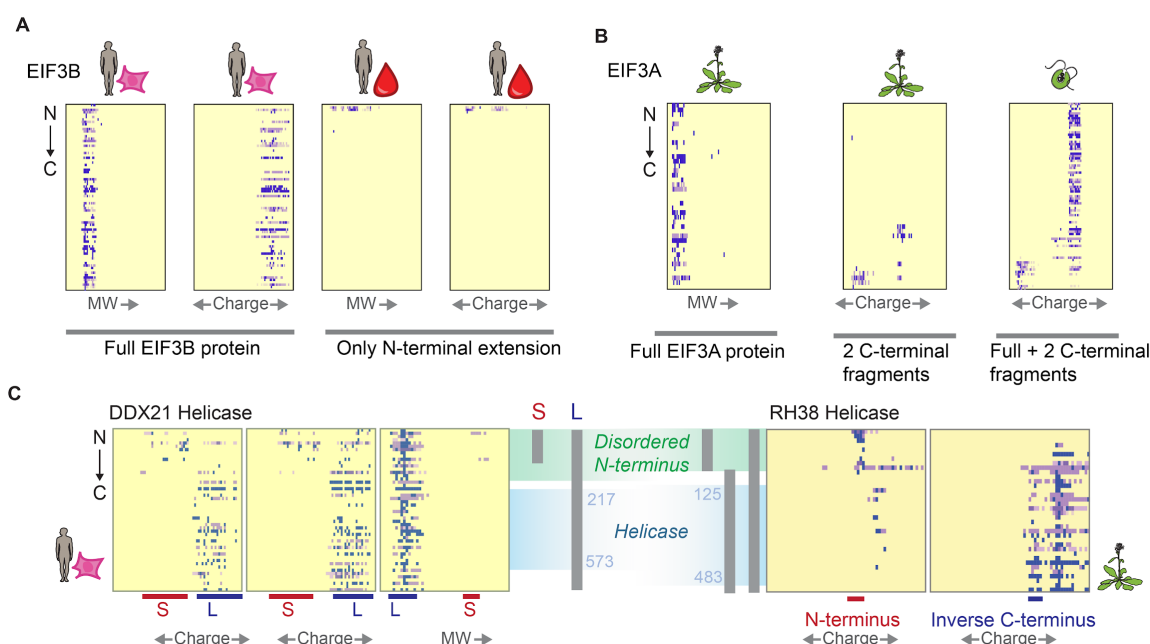 A
EIF3B
N
C
MW
Charge
MW
Charge
Full EIF3B protein
Only N-terminal extension
B
EIF3A
N
C
MW
Charge
Charge
Full EIF3A protein
2 C-terminal
fragments
Full + 2 C-terminal
fragments
C
DDX21 Helicase
S
L
RH38 Helicase
N
C
Disordered
N-terminus
217
125
Helicase
573
483
S
L
S
L
L
S
Charge
Charge
MW
N-terminus
Inverse C-terminus
Charge
Charge